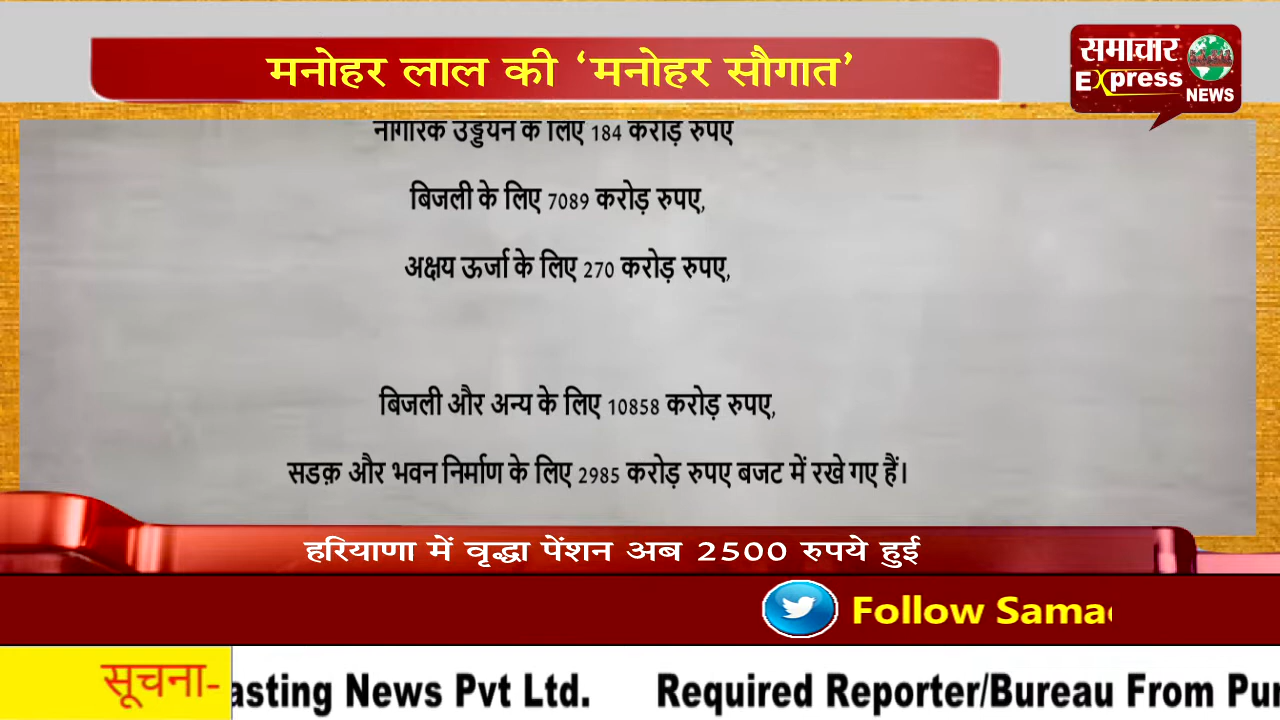 मनोहर लाल की ‘मनोहर सौगात’
समाचार
Express
NEWS
नागरिक उड्डयन के लिए 184 करोड़ रुपए
बिजली के लिए 7089 करोड़ रुपए,
अक्षय ऊर्जा के लिए 270 करोड़ रुपए,
बिजली और अन्य के लिए 10858 करोड़ रुपए,
सडक़ और भवन निर्माण के लिए 2985 करोड़ रुपए बजट में रखे गए हैं।
हरियाणा में वृद्धा पेंशन अब 2500 रुपये हुई
Follow Sama
सूचना- asting News Pvt Ltd. Required Reporter/Bureau From Pu